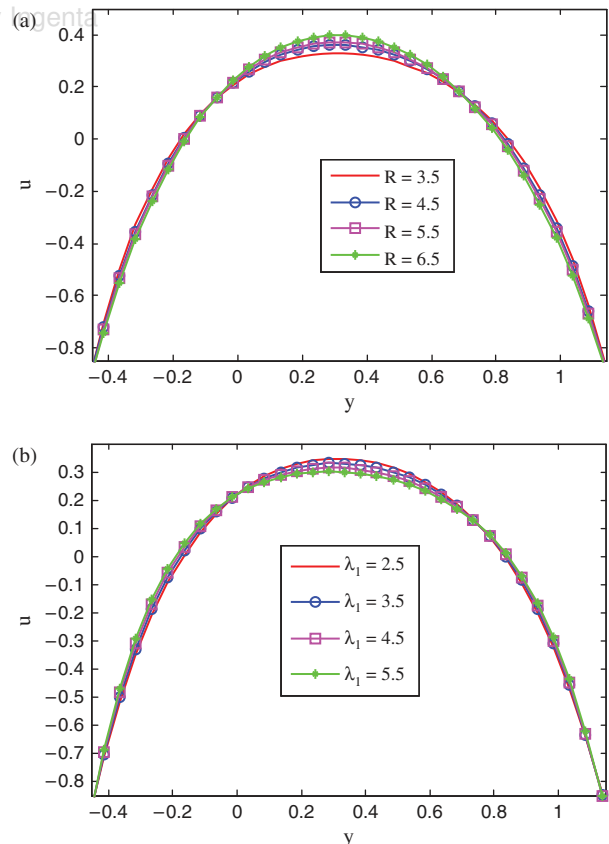 (a)
Ingenta
0.4
0.2
0
−0.2
−0.4
−0.6
−0.8
u
R = 3.5
R = 4.5
R = 5.5
R = 6.5
−0.4 −0.2 0 0.2 0.4 0.6 0.8 1
y
(b)
0.3
0.2
0.1
0
−0.1
−0.2
−0.3
−0.4
−0.5
−0.6
−0.7
−0.8
u
λ₁ = 2.5
λ₁ = 3.5
λ₁ = 4.5
λ₁ = 5.5
−0.4 −0.2 0 0.2 0.4 0.6 0.8 1
y